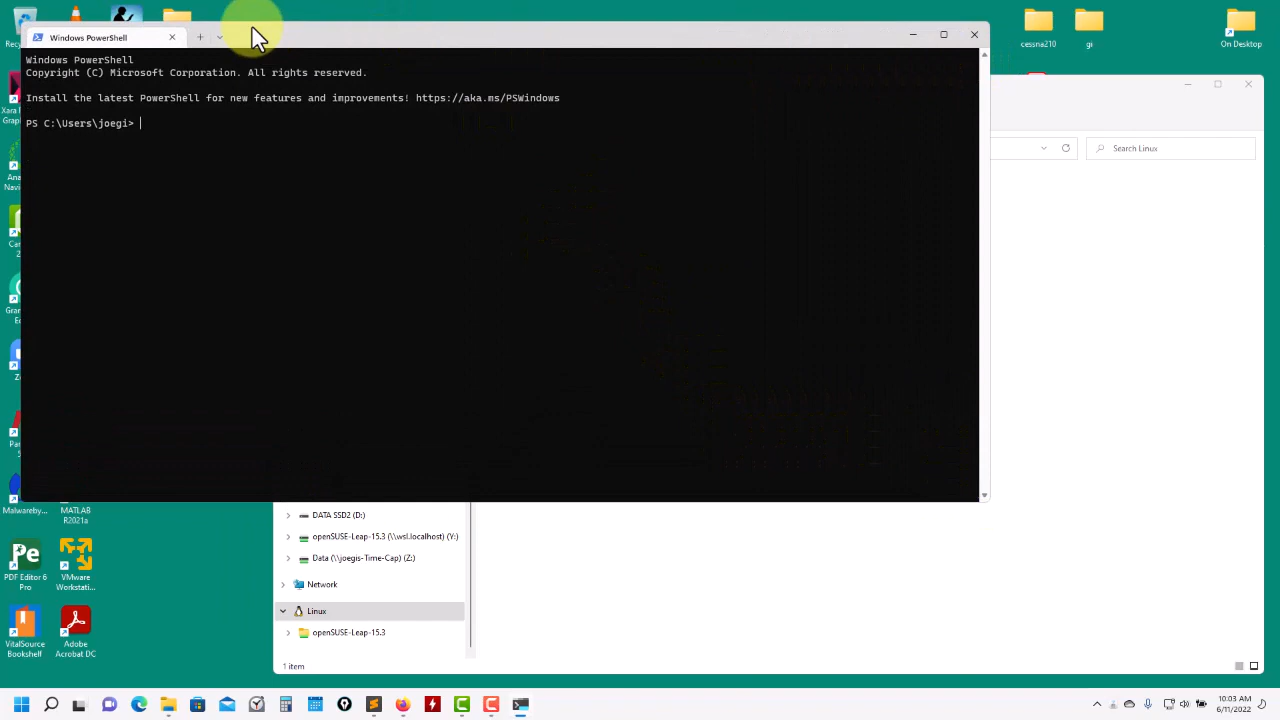 cessna210
gi
On Desktop
Windows PowerShell
Windows PowerShell
Copyright (C) Microsoft Corporation. All rights reserved.
Install the latest PowerShell for new features and improvements! https://aka.ms/PSWindows
PS C:\Users\joegi>
Search Linux
Malwareby...
MATLAB
R2021a
PDF Editor 6
Pro
VMware
Workstati...
VitalSource
Bookshelf
Adobe
Acrobat DC
DATA SSD2 (D:)
openSUSE-Leap-15.3 (\\wsl.localhost) (Y:)
Data (\\joegis-Time-Cap) (Z:)
Network
Linux
openSUSE-Leap-15.3
1 item
10:03 AM
6/11/2022